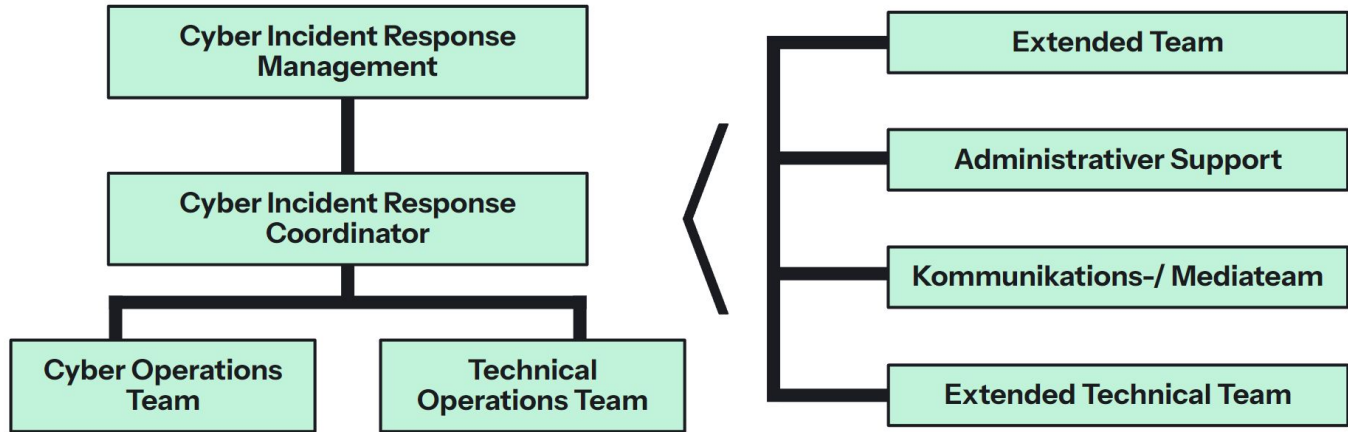 Cyber Incident Response
Management
Cyber Incident Response
Coordinator
Cyber Operations
Team
Technical
Operations Team
Extended Team
Administrativer Support
Kommunikations-/ Mediateam
Extended Technical Team